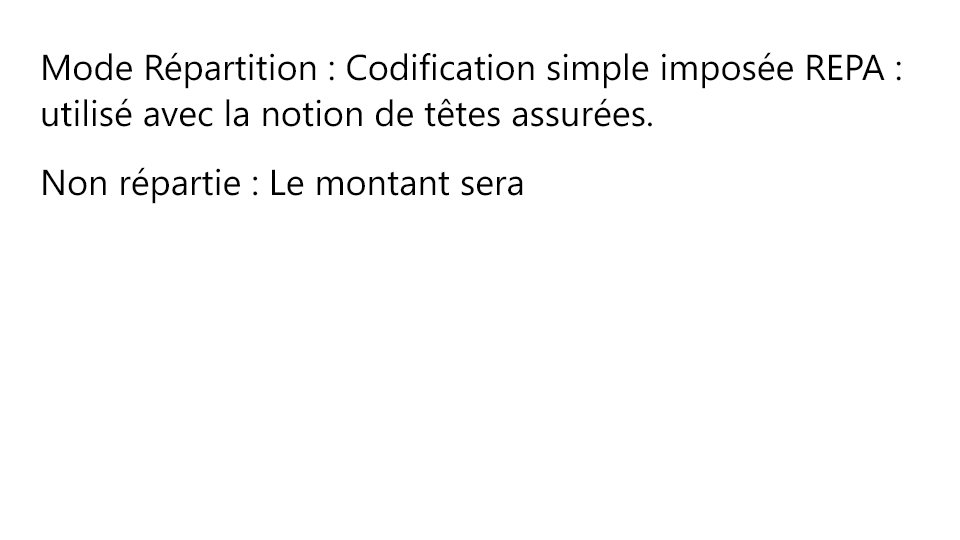 Mode Répartition : Codification simple imposée REPA :
utilisé avec la notion de têtes assurées.
Non répartie : Le montant sera